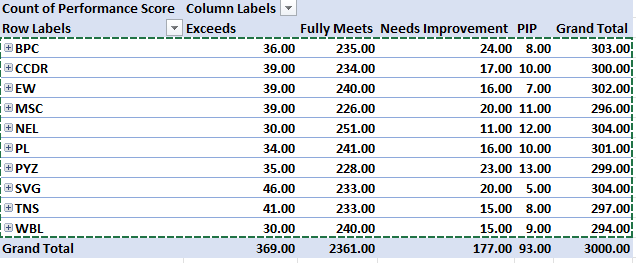 Count of Performance Score Column Labels
Row Labels Exceeds Fully Meets Needs Improvement PIP Grand Total
BPC 36.00 235.00 24.00 8.00 303.00
CCDR 39.00 234.00 17.00 10.00 300.00
EW 39.00 240.00 16.00 7.00 302.00
MSC 39.00 226.00 20.00 11.00 296.00
NEL 30.00 251.00 11.00 12.00 304.00
PL 34.00 241.00 16.00 10.00 301.00
PYZ 35.00 228.00 23.00 13.00 299.00
SVG 46.00 233.00 20.00 5.00 304.00
TNS 41.00 233.00 15.00 8.00 297.00
WBL 30.00 240.00 15.00 9.00 294.00
Grand Total 369.00 2361.00 177.00 93.00 3000.00